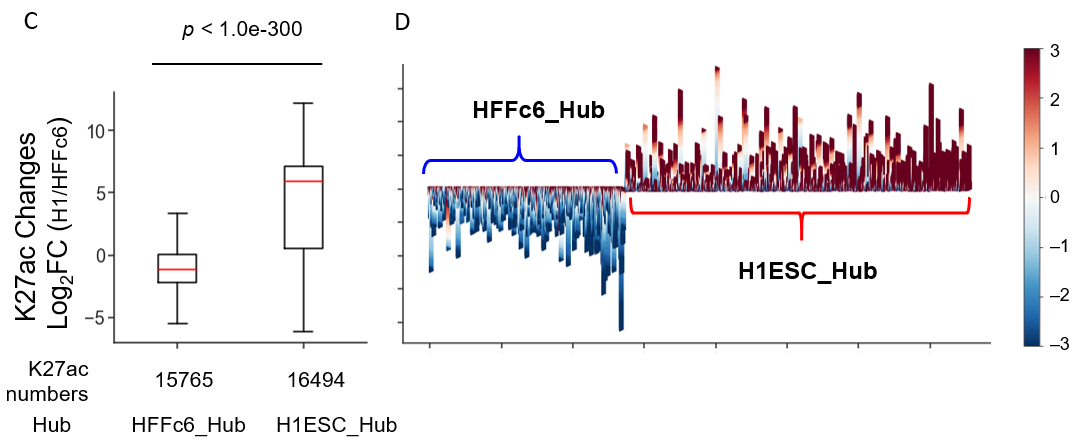 C
p < 1.0e-300
K27ac Changes
Log₂FC (H1/HFFc6)
10
5
0
−5
K27ac numbers
15765
16494
Hub
HFFc6_Hub
H1ESC_Hub
D
HFFc6_Hub
H1ESC_Hub
3
2
1
0
−1
−2
−3